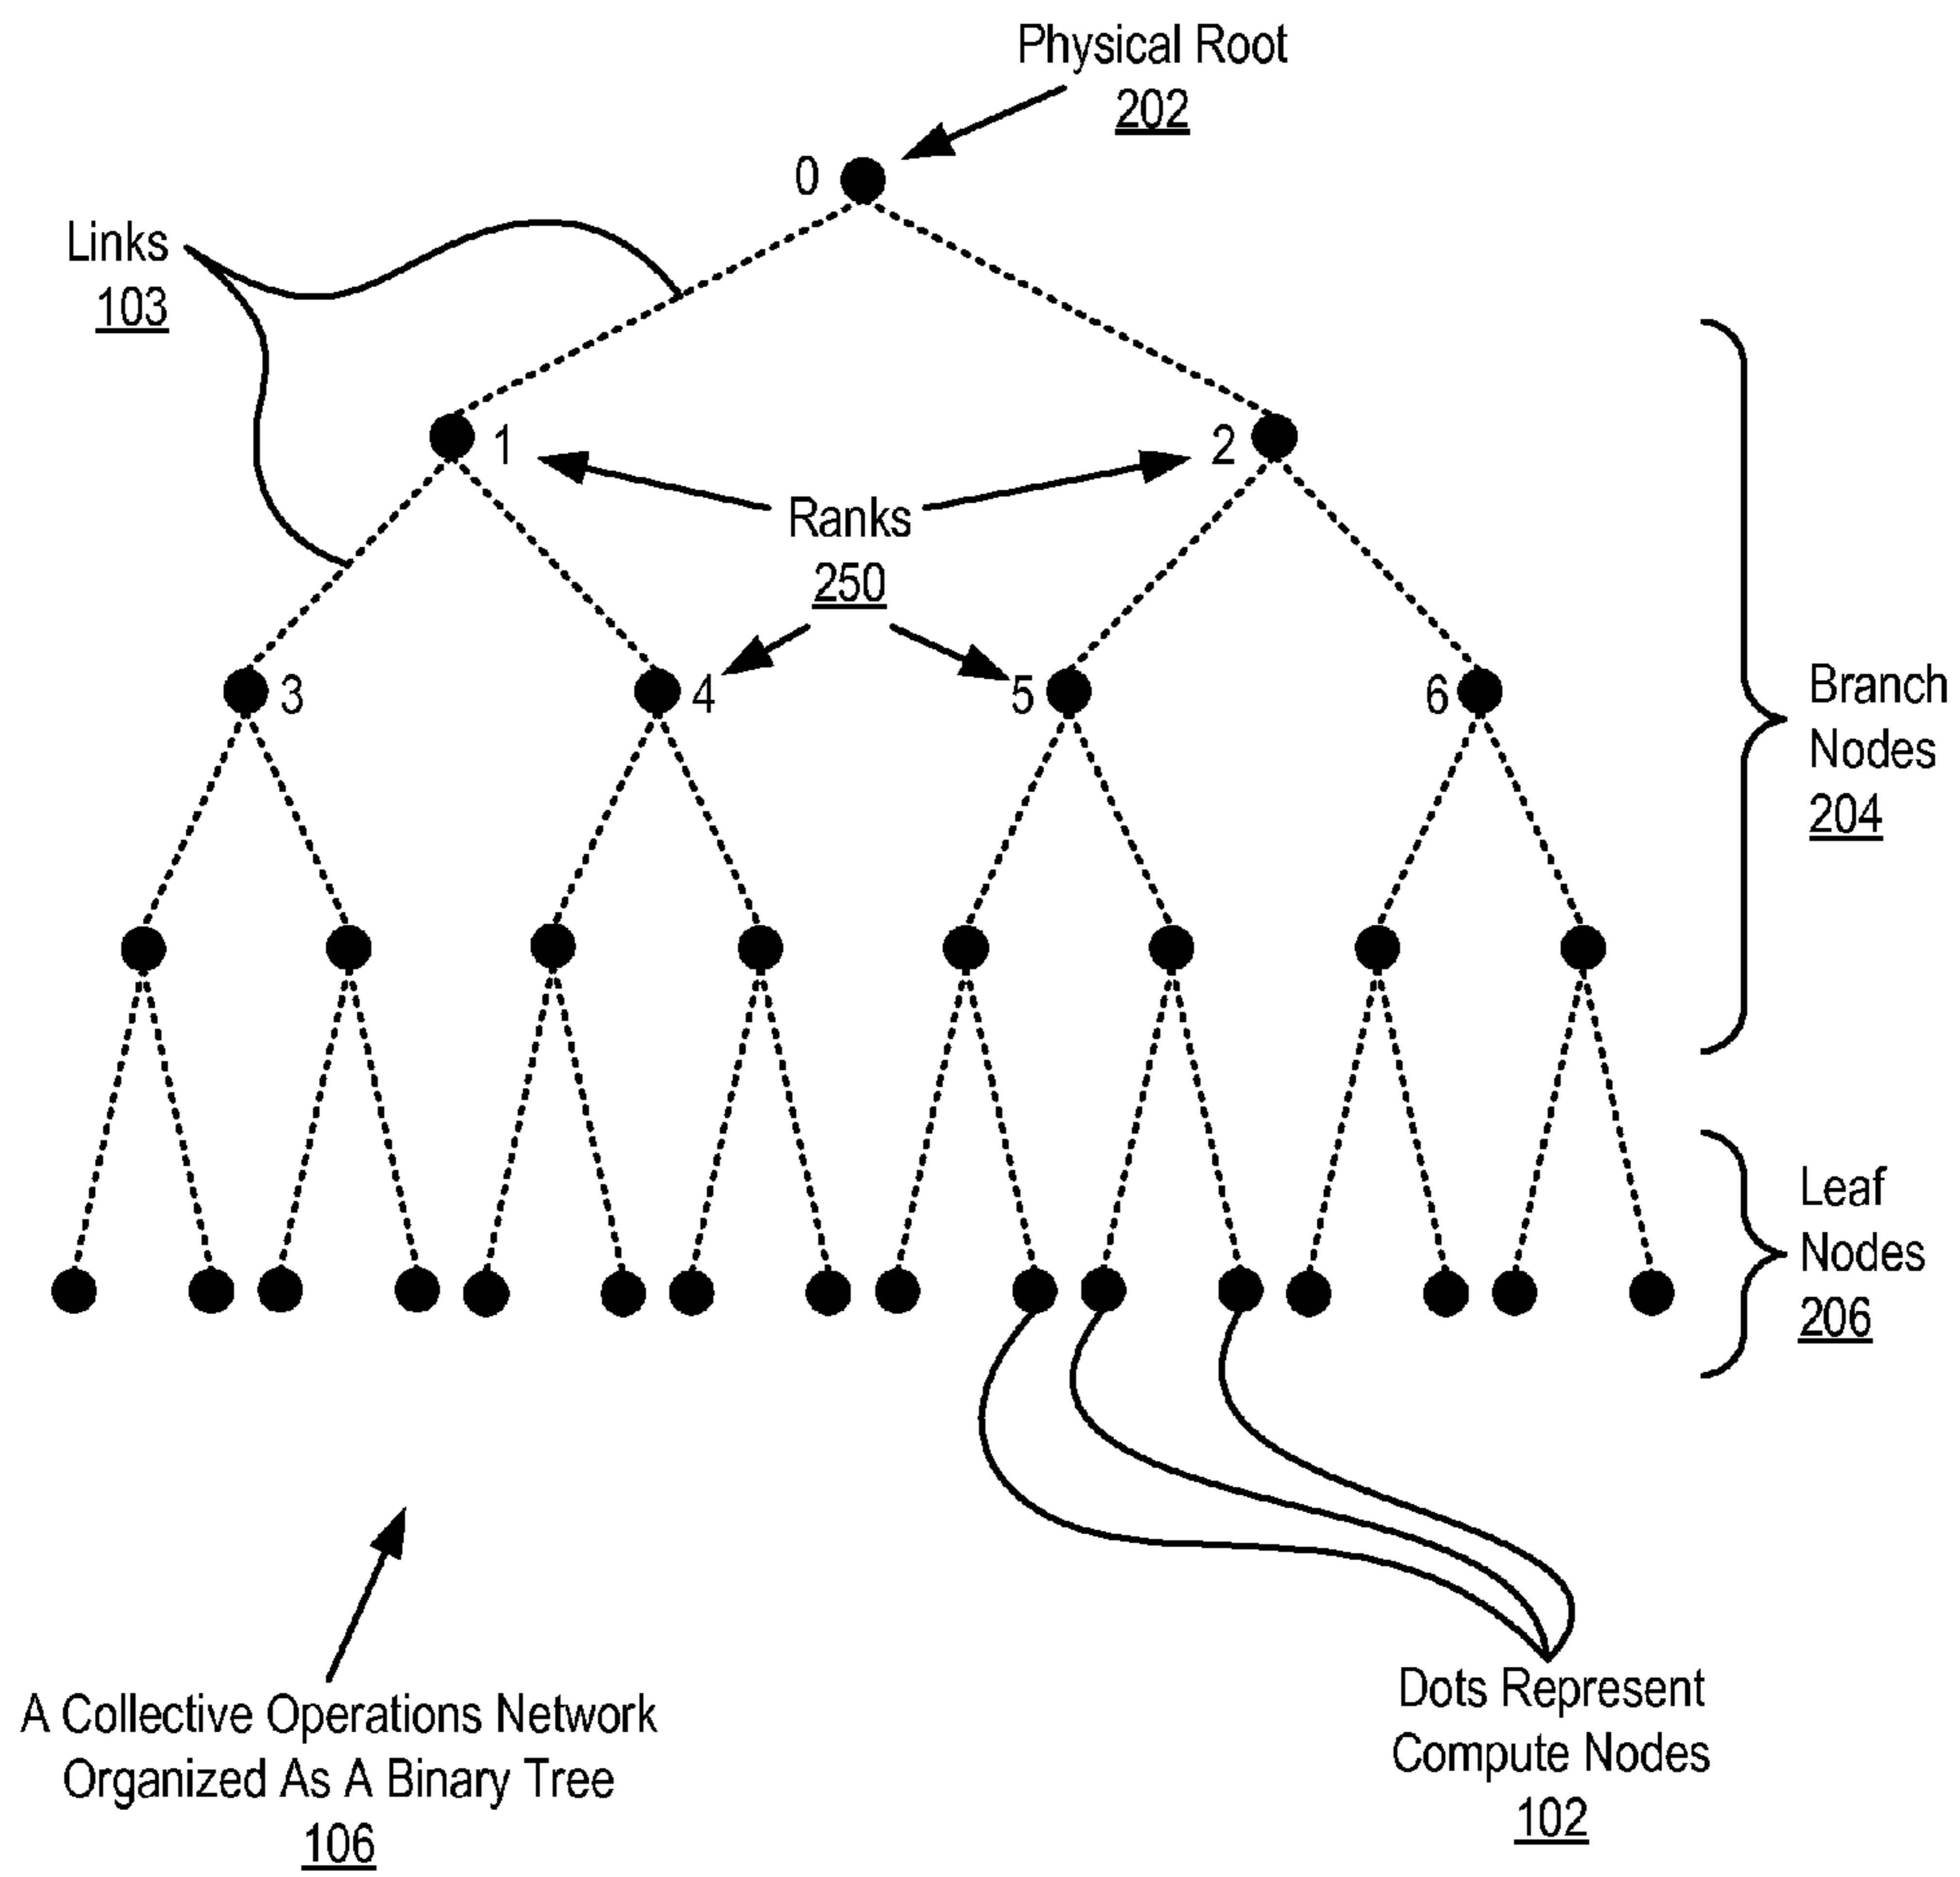 Physical Root
202
0
Links
103
1
2
Ranks
250
3
4
5
6
Branch
Nodes
204
Leaf
Nodes
206
A Collective Operations Network
Organized As A Binary Tree
106
Dots Represent
Compute Nodes
102